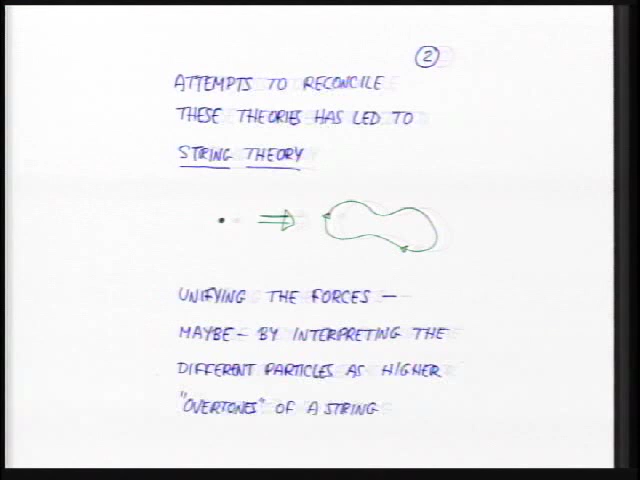 2
ATTEMPTS TO RECONCILE
THESE THEORIES HAS LED TO
STRING THEORY
UNIFYING THE FORCES —
MAYBE – BY INTERPRETING THE
DIFFERENT PARTICLES AS HIGHER
"OVERTONES" OF A STRING